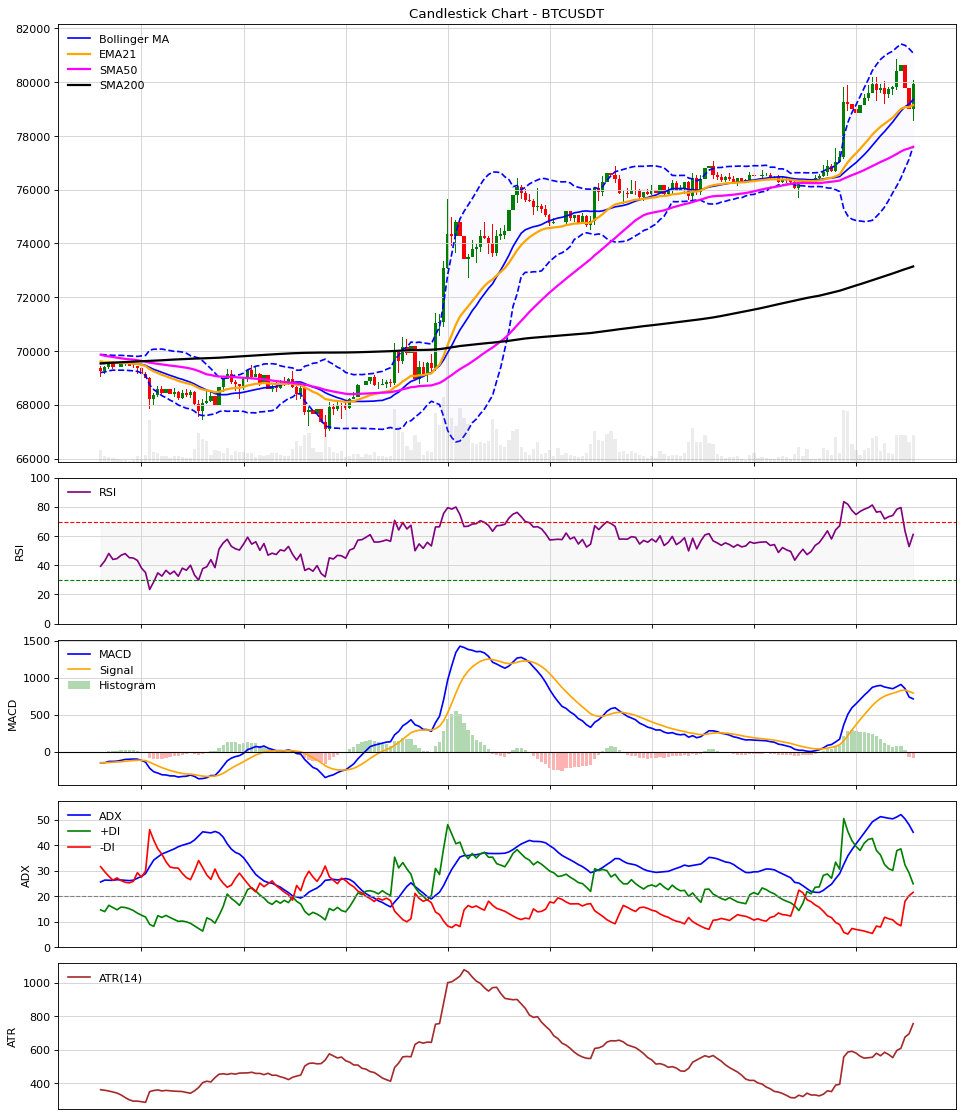 Candlestick Chart - BTCUSDT
82000
80000
78000
76000
74000
72000
70000
68000
66000
Bollinger MA
EMA21
SMA50
SMA200
100
80
60
40
20
0
RSI
RSI
1500
1000
500
0
MACD
MACD
Signal
Histogram
50
40
30
20
10
0
ADX
ADX
+DI
-DI
1000
800
600
400
ATR
ATR(14)